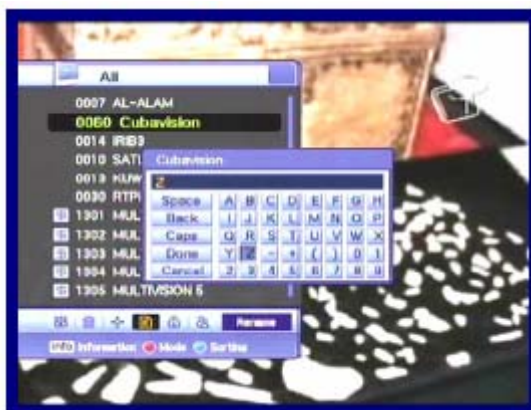 All
0007 AL-ALAM
0060 Cubavision
0014 IRIB3
0010 SAT
0013 KUW
0030 RTP
1301 MUL
1302 MUL
1303 MUL
1304 MUL
1305 MULTIVISION 5
Cubavision
Z
Space A B C D E F G H
Back I J K L M N O P
Caps Q R S T U V W X
Done Y Z - + ( ) 0 1
Cancel 2 3 4 5 6 7 8 9
Rename
Info Information Mode Sorting